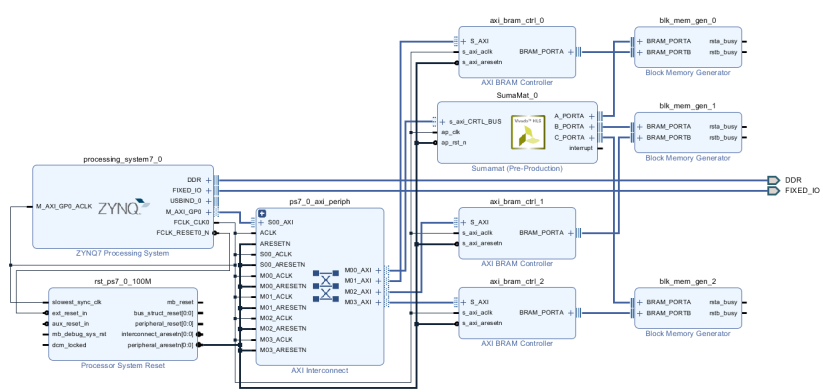 axi_bram_ctrl_0
S_AXI
s_axi_aclk
s_axi_aresetn
BRAM_PORTA
AXI BRAM Controller
blk_mem_gen_0
BRAM_PORTA
BRAM_PORTB
rsta_busy
rstb_busy
Block Memory Generator
SumaMat_0
s_axi_CRTL_BUS
ap_clk
ap_rst_n
Vivado™ HLS
A_PORTA
B_PORTA
C_PORTA
interrupt
Sumamat (Pre-Production)
blk_mem_gen_1
BRAM_PORTA
BRAM_PORTB
rsta_busy
rstb_busy
Block Memory Generator
processing_system7_0
M_AXI_GP0_ACLK
ZYNQ
DDR
FIXED_IO
USBIND_0
M_AXI_GP0
FCLK_CLK0
FCLK_RESET0_N
ZYNQ7 Processing System
DDR
FIXED_IO
ps7_0_axi_periph
S00_AXI
ACLK
ARESETN
S00_ACLK
S00_ARESETN
M00_ACLK
M00_ARESETN
M01_ACLK
M01_ARESETN
M02_ACLK
M02_ARESETN
M03_ACLK
M03_ARESETN
M00_AXI
M01_AXI
M02_AXI
M03_AXI
AXI Interconnect
axi_bram_ctrl_1
S_AXI
s_axi_aclk
s_axi_aresetn
BRAM_PORTA
AXI BRAM Controller
rst_ps7_0_100M
slowest_sync_clk
ext_reset_in
aux_reset_in
mb_debug_sys_rst
dcm_locked
mb_reset
bus_struct_reset[0:0]
peripheral_reset[0:0]
interconnect_aresetn[0:0]
peripheral_aresetn[0:0]
Processor System Reset
axi_bram_ctrl_2
S_AXI
s_axi_aclk
s_axi_aresetn
BRAM_PORTA
AXI BRAM Controller
blk_mem_gen_2
BRAM_PORTA
BRAM_PORTB
rsta_busy
rstb_busy
Block Memory Generator